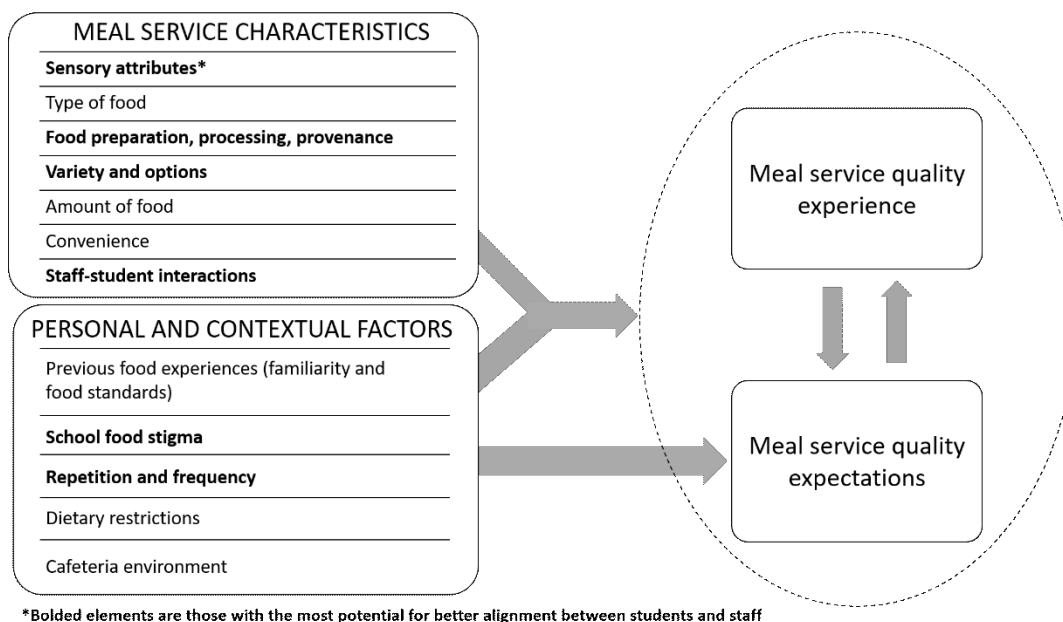 MEAL SERVICE CHARACTERISTICS
Sensory attributes*
Type of food
Food preparation, processing, provenance
Variety and options
Amount of food
Convenience
Staff-student interactions
PERSONAL AND CONTEXTUAL FACTORS
Previous food experiences (familiarity and
food standards)
School food stigma
Repetition and frequency
Dietary restrictions
Cafeteria environment
Meal service quality
experience
Meal service quality
expectations
*Bolded elements are those with the most potential for better alignment between students and staff